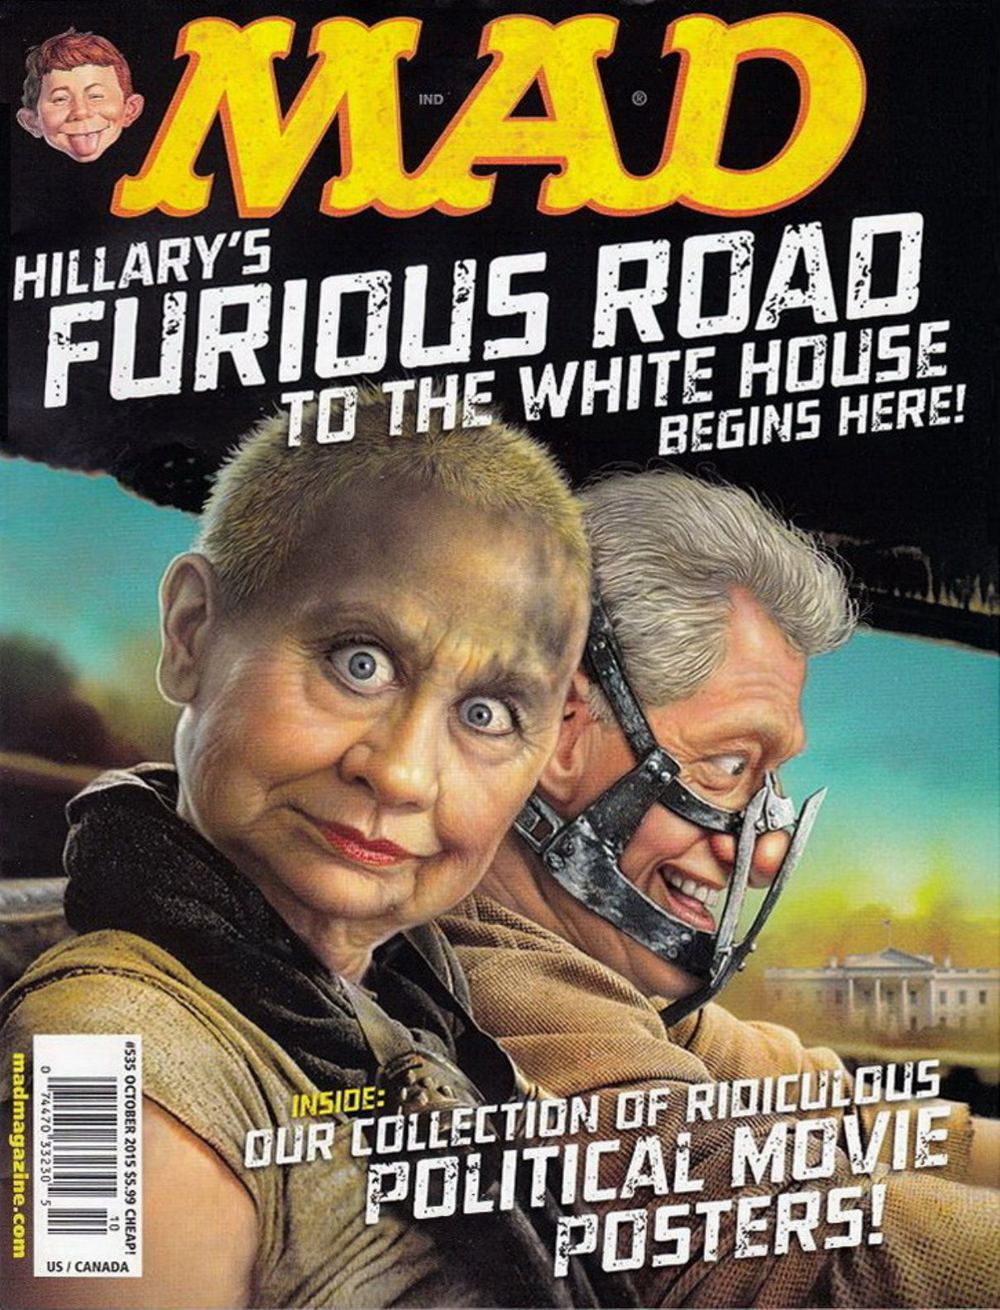 MAD
IND
®
HILLARY'S
FURIOUS ROAD
TO THE WHITE HOUSE
BEGINS HERE!
INSIDE:
OUR COLLECTION OF RIDICULOUS
POLITICAL MOVIE
POSTERS!
#535 OCTOBER 2015 $5.99 CHEAP!
0 74470 33230 5
10
US / CANADA
madmagazine.com